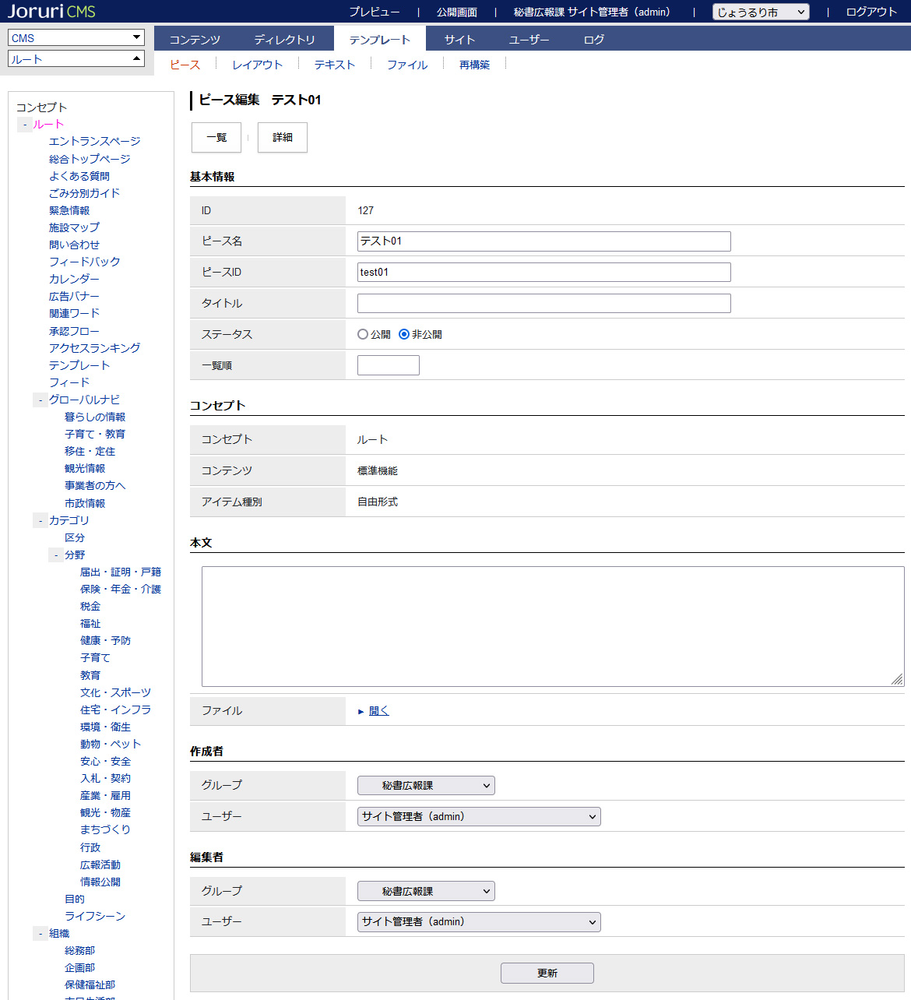 Joruri CMS
プレビュー | 公開画面 | 秘書広報課 サイト管理者（admin） | じょうるり市 | ログアウト
CMS
ルート
コンテンツ ディレクトリ テンプレート サイト ユーザー ログ
ピース レイアウト テキスト ファイル 再構築
コンセプト
- ルート
エントランスページ
総合トップページ
よくある質問
ごみ分別ガイド
緊急情報
施設マップ
問い合わせ
フィードバック
カレンダー
広告バナー
関連ワード
承認フロー
アクセスランキング
テンプレート
フィード
- グローバルナビ
暮らしの情報
子育て・教育
移住・定住
観光情報
事業者の方へ
市政情報
- カテゴリ
区分
- 分野
届出・証明・戸籍
保険・年金・介護
税金
福祉
健康・予防
子育て
教育
文化・スポーツ
住宅・インフラ
環境・衛生
動物・ペット
安心・安全
入札・契約
産業・雇用
観光・物産
まちづくり
行政
広報活動
情報公開
目的
ライフシーン
- 組織
総務部
企画部
保健福祉部
ピース編集 テスト01
一覧 詳細
基本情報
ID 127
ピース名 テスト01
ピースID test01
タイトル
ステータス 公開 非公開
一覧順
コンセプト
コンセプト ルート
コンテンツ 標準機能
アイテム種別 自由形式
本文
ファイル ► 開く
作成者
グループ 秘書広報課
ユーザー サイト管理者（admin）
編集者
グループ 秘書広報課
ユーザー サイト管理者（admin）
更新